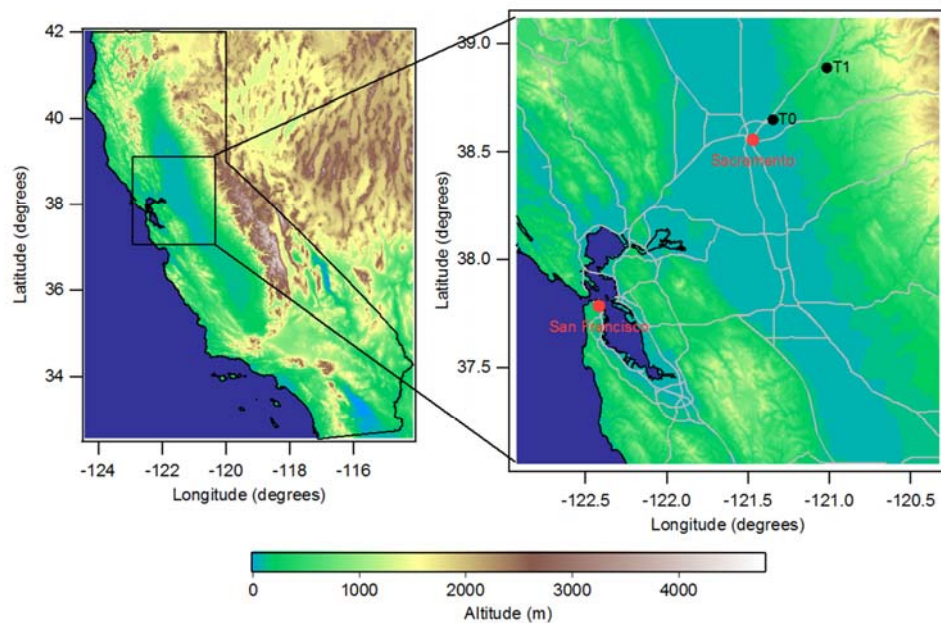 42
40
38
36
34
Latitude (degrees)
-124
-122
-120
-118
-116
Longitude (degrees)
39.0
38.5
38.0
37.5
Latitude (degrees)
T1
T0
Sacramento
San Francisco
-122.5
-122.0
-121.5
-121.0
-120.5
Longitude (degrees)
0
1000
2000
3000
4000
Altitude (m)